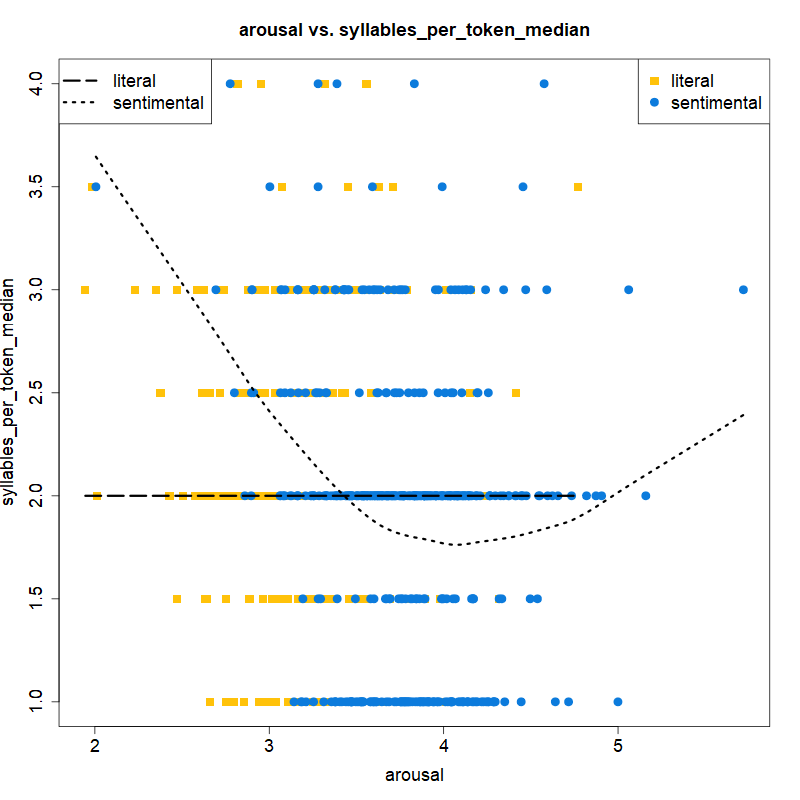 arousal vs. syllables_per_token_median
literal
sentimental
literal
sentimental
4.0
3.5
3.0
2.5
2.0
1.5
1.0
syllables_per_token_median
2
3
4
5
arousal